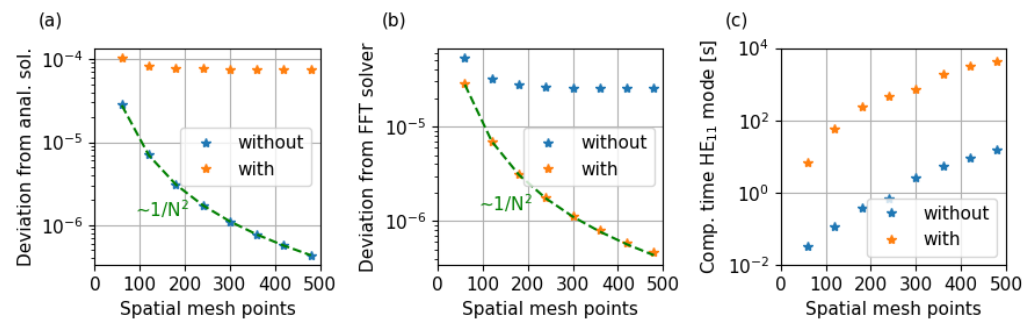 (a)
Deviation from anal. sol.
10⁻⁴
10⁻⁵
10⁻⁶
without
with
~1/N²
0 100 200 300 400 500
Spatial mesh points
(b)
Deviation from FFT solver
10⁻⁵
10⁻⁶
without
with
~1/N²
0 100 200 300 400 500
Spatial mesh points
(c)
Comp. time HE₁₁ mode [s]
10⁴
10²
10⁰
10⁻²
without
with
0 100 200 300 400 500
Spatial mesh points